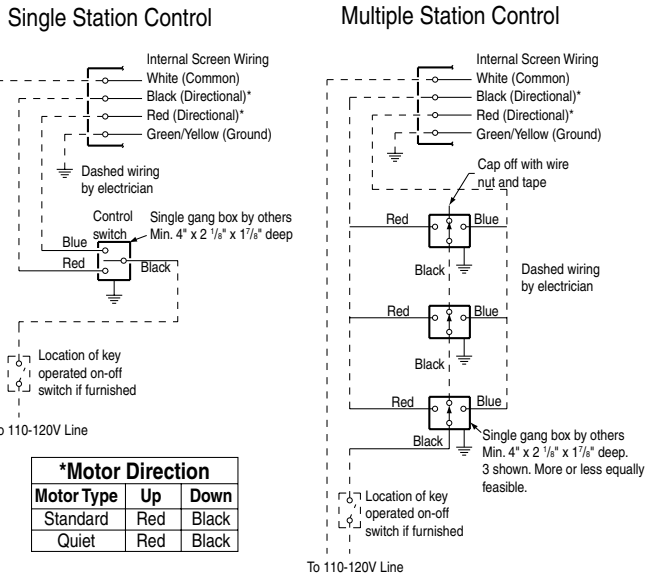 Single Station Control
Internal Screen Wiring
White (Common)
Black (Directional)*
Red (Directional)*
Green/Yellow (Ground)
Dashed wiring
by electrician
Control
switch
Single gang box by others
Min. 4" x 2 1/8" x 1 7/8" deep
Blue
Red
Black
Location of key
operated on-off
switch if furnished
o 110-120V Line
*Motor Direction
Motor Type Up Down
Standard Red Black
Quiet Red Black
Multiple Station Control
Internal Screen Wiring
White (Common)
Black (Directional)*
Red (Directional)*
Green/Yellow (Ground)
Cap off with wire
nut and tape
Red Blue
Black
Dashed wiring
by electrician
Red Blue
Black
Red Blue
Black
Single gang box by others
Min. 4" x 2 1/8" x 1 7/8" deep.
3 shown. More or less equally
feasible.
Location of key
operated on-off
switch if furnished
To 110-120V Line